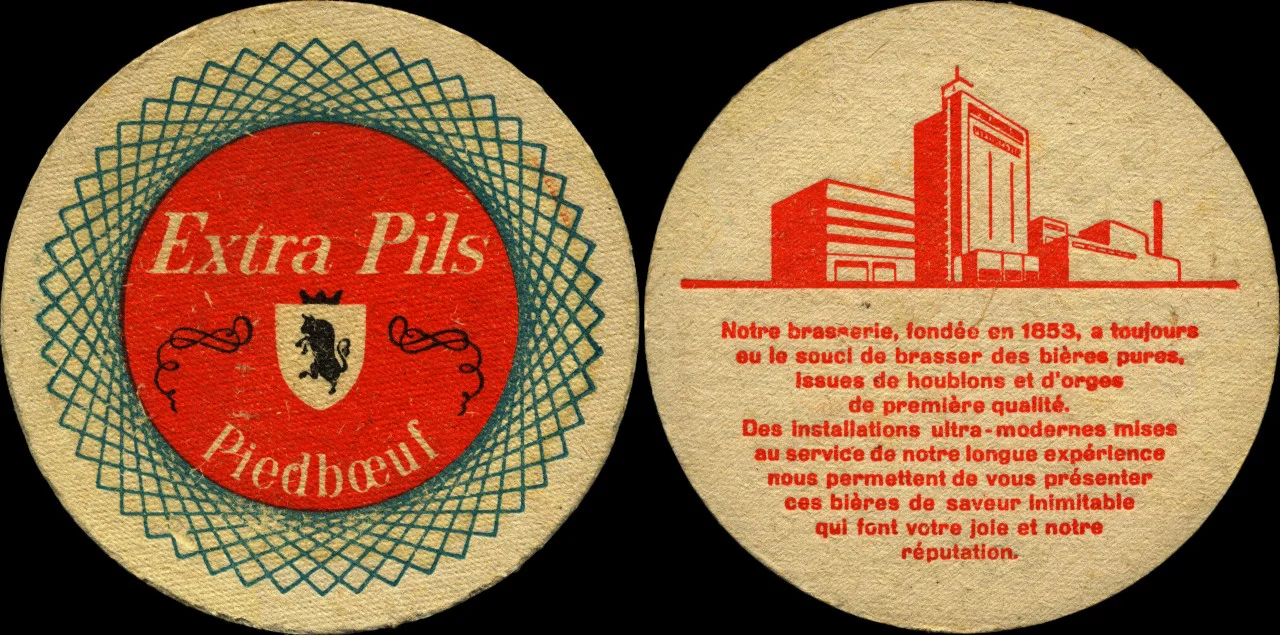 Extra Pils
Piedbœuf
Notre brasserie, fondée en 1853, a toujours
eu le souci de brasser des bières pures,
issues de houblons et d'orges
de première qualité.
Des installations ultra-modernes mises
au service de notre longue expérience
nous permettent de vous présenter
ces bières de saveur inimitable
qui font votre joie et notre
réputation.